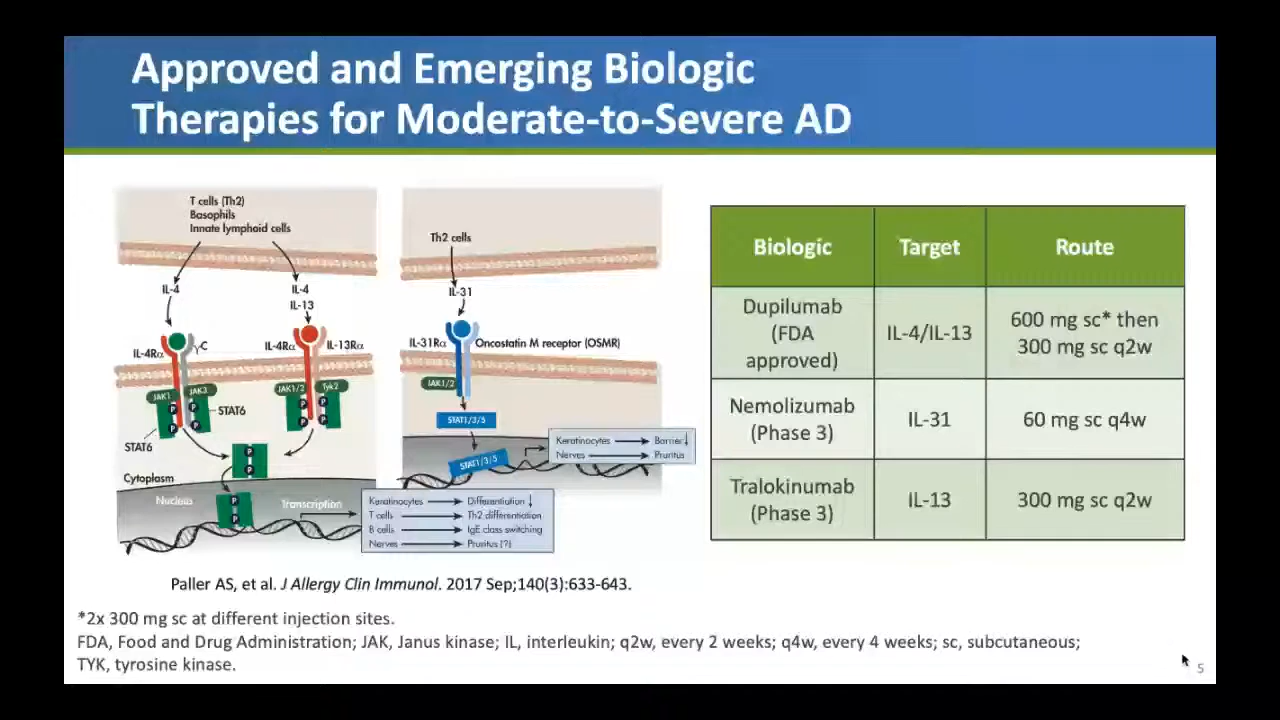 Approved and Emerging Biologic
Therapies for Moderate-to-Severe AD
T cells (Th2)
Basophils
Innate lymphoid cells
IL-4
IL-4
IL-13
IL-4Rα
γC
IL-4Rα
IL-13Rα
JAK1
JAK3
JAK1/2
Tyk2
P
P
P
P
P
P
P
P
STAT6
STAT6
P
P
Cytoplasm
Nucleus
P
P
Transcription
Keratinocytes Differentiation ↓
T cells Th2 differentiation
B cells IgE class switching
Nerves Pruritus (?)
Th2 cells
IL-31
IL-31Rα
Oncostatin M receptor (OSMR)
JAK1/2
STAT1/3/5
STAT1/3/5
Keratinocytes Barrier↓
Nerves Pruritus
Biologic Target Route
Dupilumab
(FDA
approved)
IL-4/IL-13
600 mg sc* then
300 mg sc q2w
Nemolizumab
(Phase 3)
IL-31
60 mg sc q4w
Tralokinumab
(Phase 3)
IL-13
300 mg sc q2w
Paller AS, et al. J Allergy Clin Immunol. 2017 Sep;140(3):633-643.
*2x 300 mg sc at different injection sites.
FDA, Food and Drug Administration; JAK, Janus kinase; IL, interleukin; q2w, every 2 weeks; q4w, every 4 weeks; sc, subcutaneous;
TYK, tyrosine kinase.
5